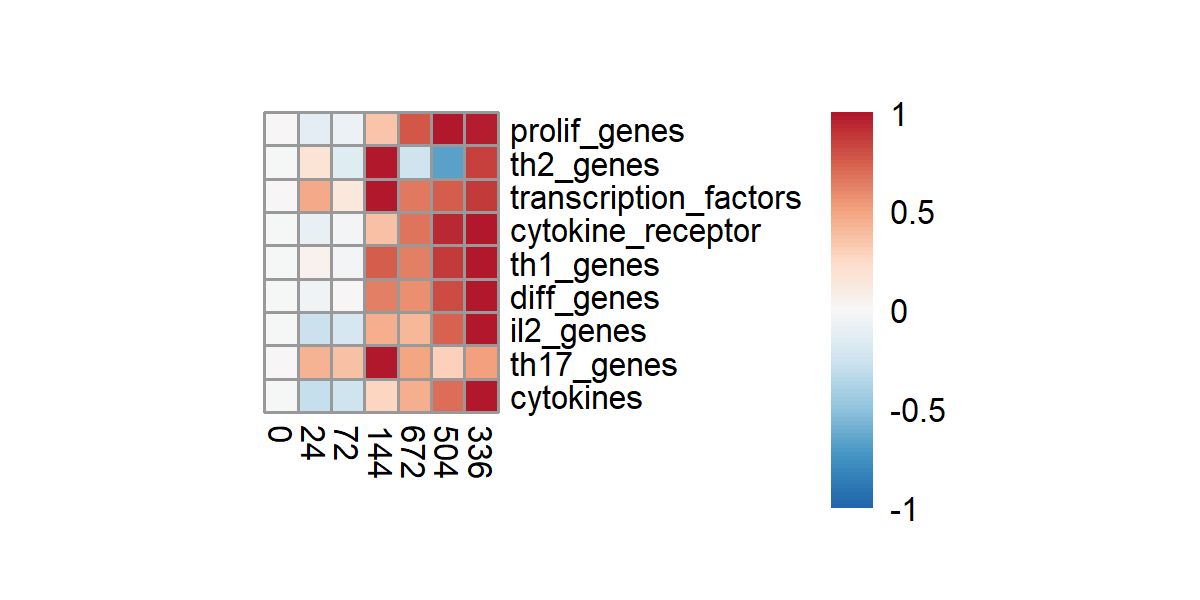 prolif_genes
th2_genes
transcription_factors
cytokine_receptor
th1_genes
diff_genes
il2_genes
th17_genes
cytokines
0
24
72
144
672
504
336
1
0.5
0
-0.5
-1